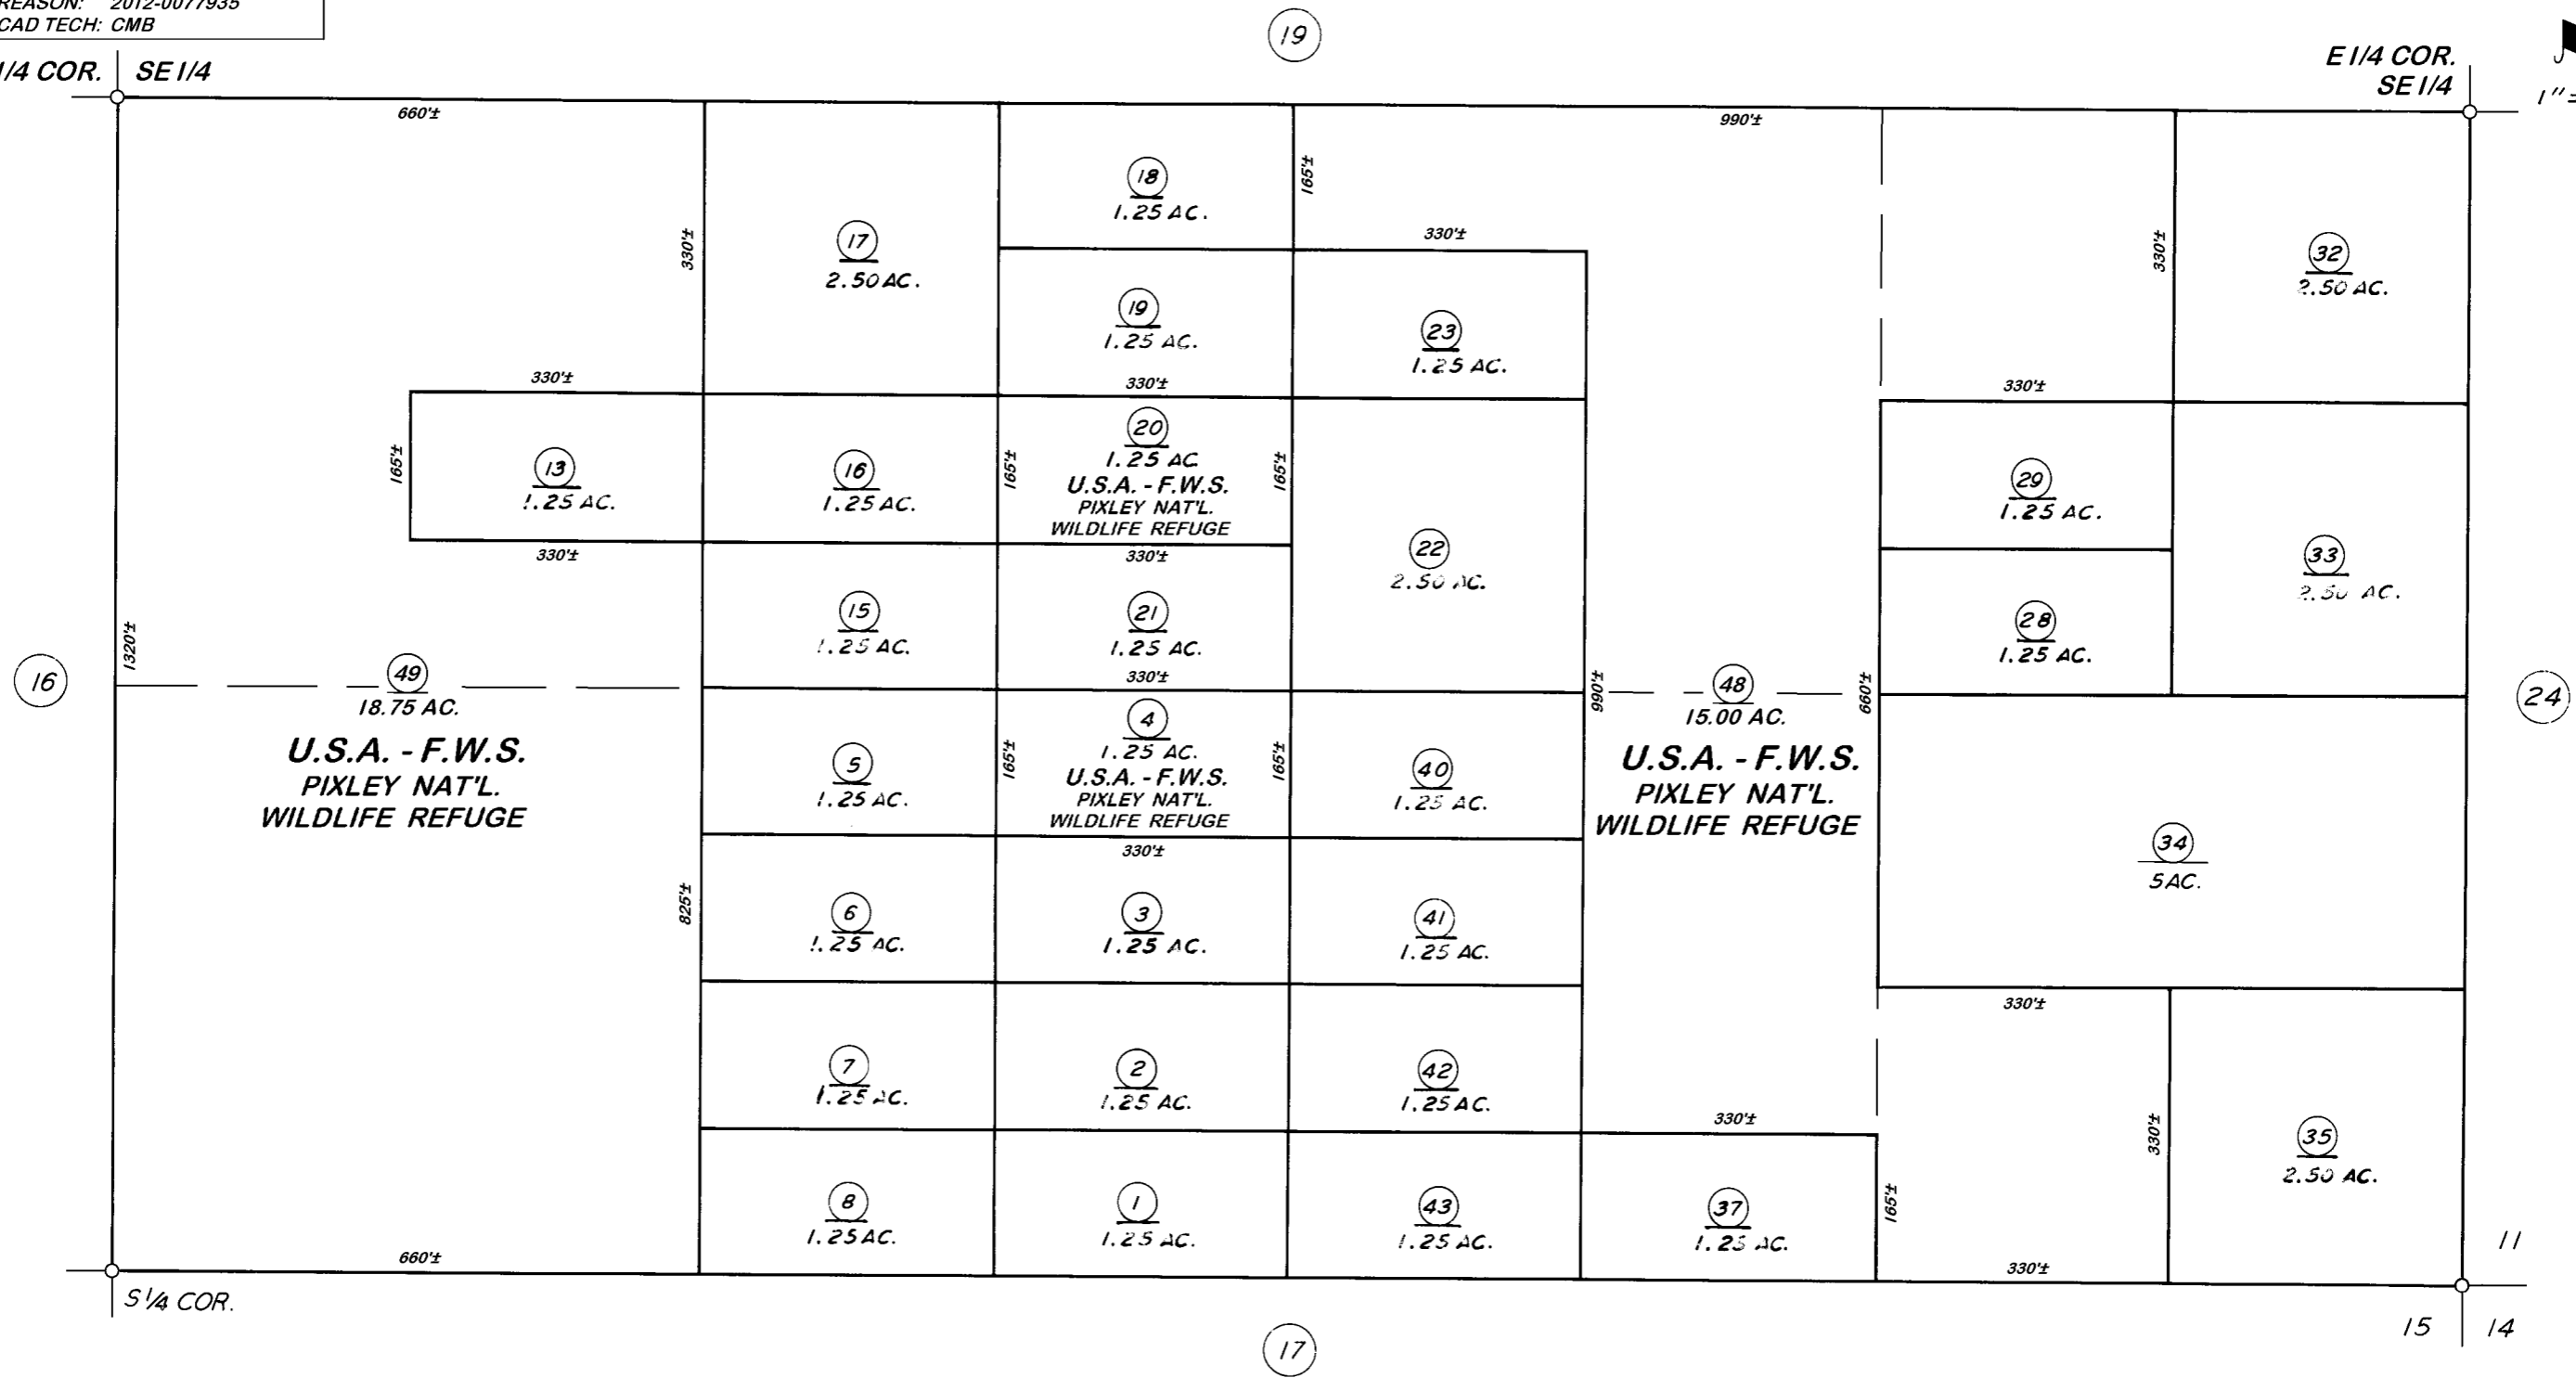 REASON: 2012-0077935
CAD TECH: CMB
19
1/4 COR. SE 1/4
E 1/4 COR.
SE 1/4
1"=
660'±
990'±
165'±
18
1.25 AC.
330'±
17
2.50 AC.
330'±
330'±
32
2.50 AC.
19
1.25 AC.
23
1.25 AC.
330'±
330'±
330'±
165'±
13
1.25 AC.
16
1.25 AC.
165'±
20
1.25 AC
U.S.A. - F.W.S.
PIXLEY NAT'L.
WILDLIFE REFUGE
165'±
29
1.25 AC.
330'±
330'±
22
2.50 AC.
33
2.50 AC.
15
1.25 AC.
21
1.25 AC.
28
1.25 AC.
1320'±
330'±
16
49
18.75 AC.
U.S.A. - F.W.S.
PIXLEY NAT'L.
WILDLIFE REFUGE
990'±
48
15.00 AC.
U.S.A. - F.W.S.
PIXLEY NAT'L.
WILDLIFE REFUGE
660'±
24
5
1.25 AC.
165'±
4
1.25 AC.
U.S.A. - F.W.S.
PIXLEY NAT'L.
WILDLIFE REFUGE
165'±
40
1.25 AC.
330'±
34
5 AC.
825'±
6
1.25 AC.
3
1.25 AC.
41
1.25 AC.
330'±
7
1.25 AC.
2
1.25 AC.
42
1.25 AC.
330'±
330'±
35
2.50 AC.
8
1.25 AC.
1
1.25 AC.
43
1.25 AC.
37
1.25 AC.
165'±
660'±
330'±
11
S 1/4 COR.
17
15 14